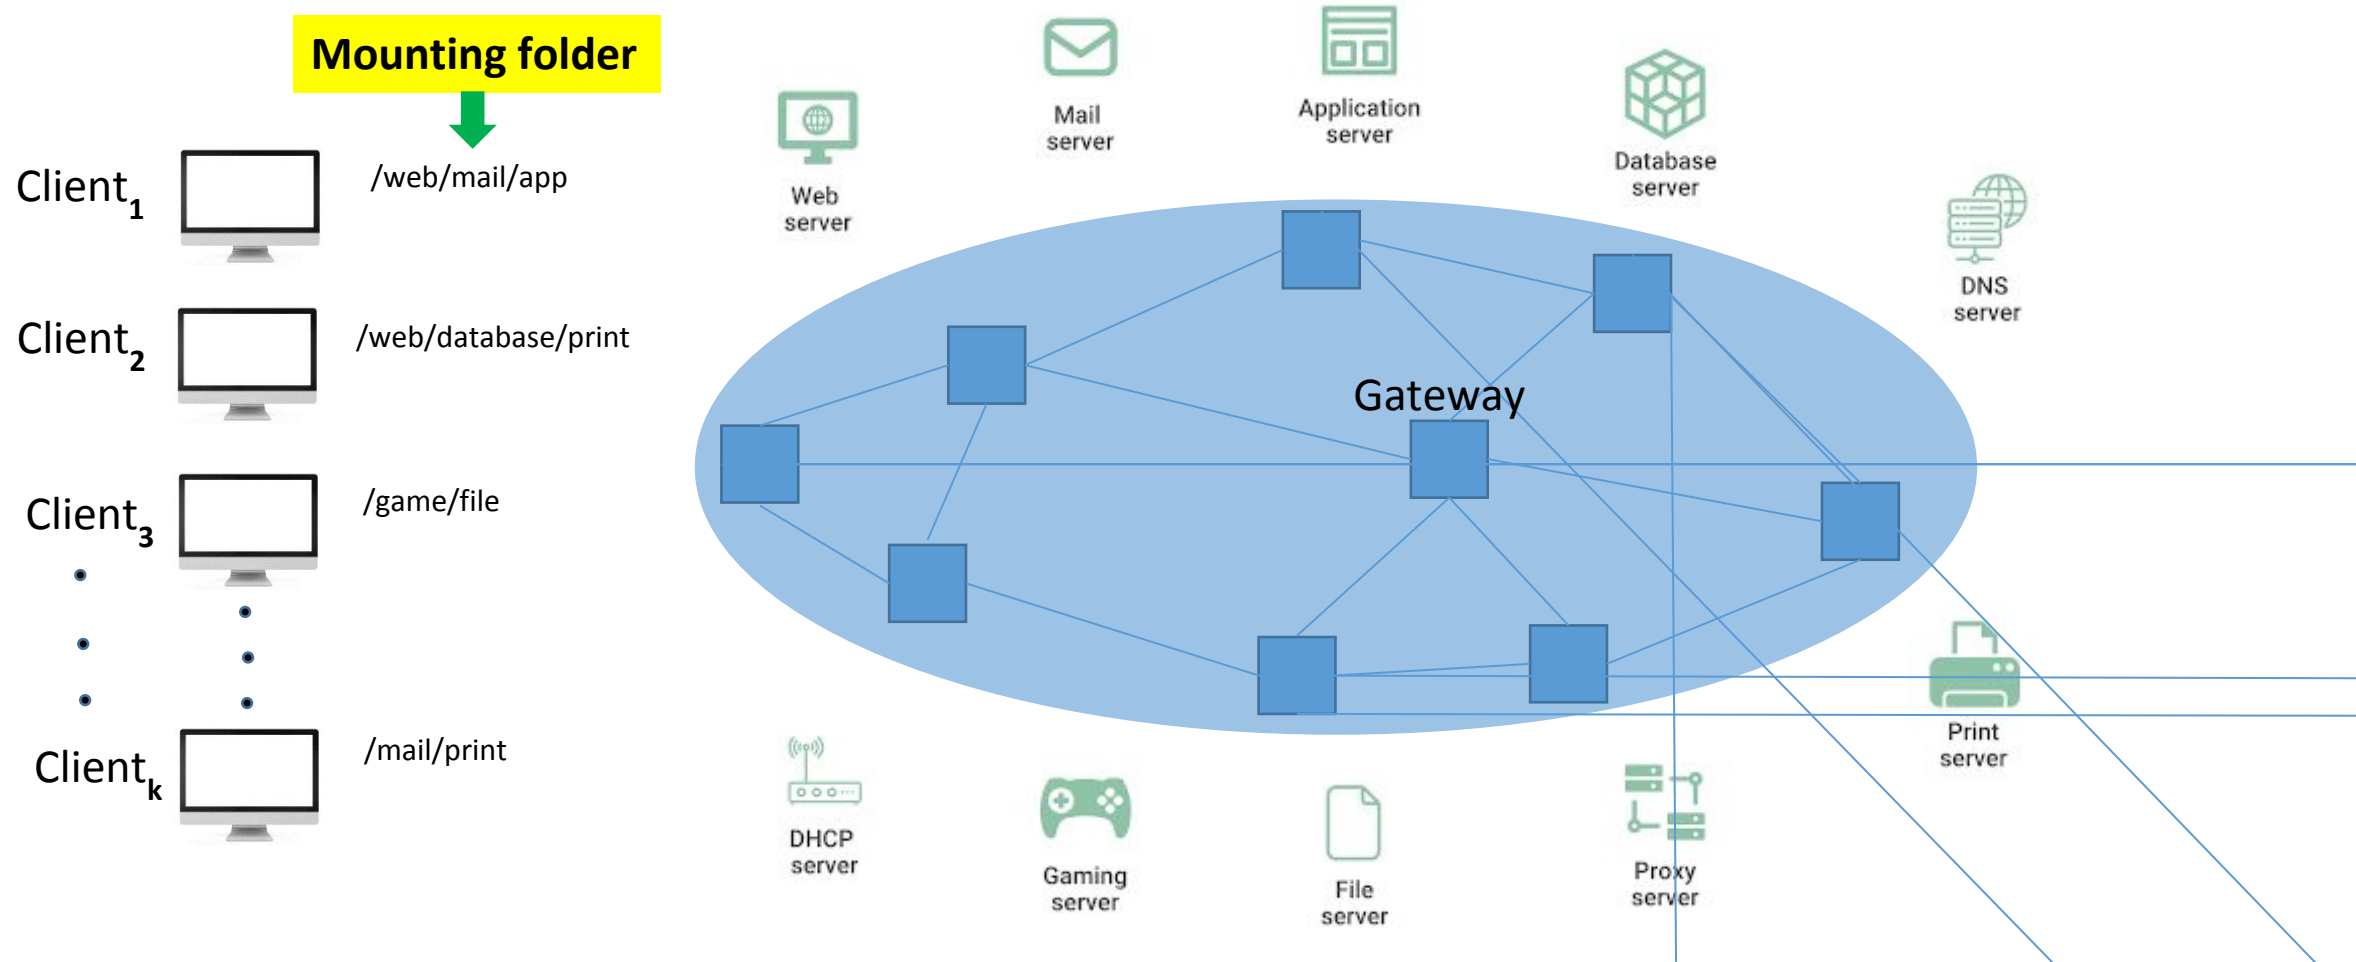 Mounting folder
Client1
/web/mail/app
Client2
/web/database/print
Client3
/game/file
Clientk
/mail/print
Web
server
Mail
server
Application
server
Database
server
DNS
server
Gateway
Print
server
DHCP
server
Gaming
server
File
server
Proxy
server